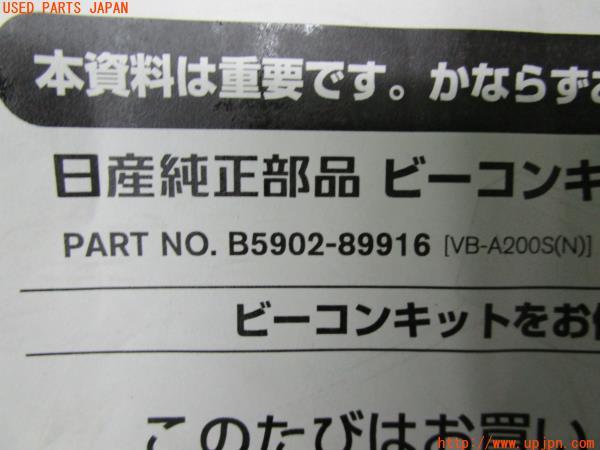 USED PARTS JAPAN
本資料は重要です。かならずお
日産純正部品 ビーコンキ
PART NO. B5902-89916 [VB-A200S(N)]
ビーコンキットをお使
このたびはお買い
http://www.upjpn.com/